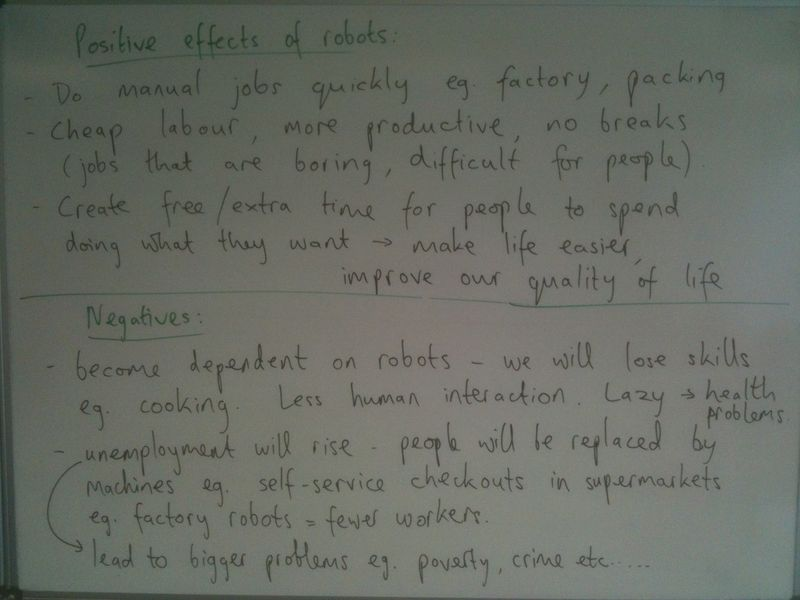 Positive effects of robots:
- Do manual jobs quickly eg. factory, packing
- Cheap labour, more productive, no breaks
(jobs that are boring, difficult for people).
- Create free/extra time for people to spend
doing what they want → make life easier,
improve our quality of life
Negatives:
- become dependent on robots - we will lose skills
eg. cooking. Less human interaction. Lazy → health
problems.
- unemployment will rise - people will be replaced by
machines eg. self-service checkouts in supermarkets
eg. factory robots = fewer workers.
lead to bigger problems eg. poverty, crime etc.....